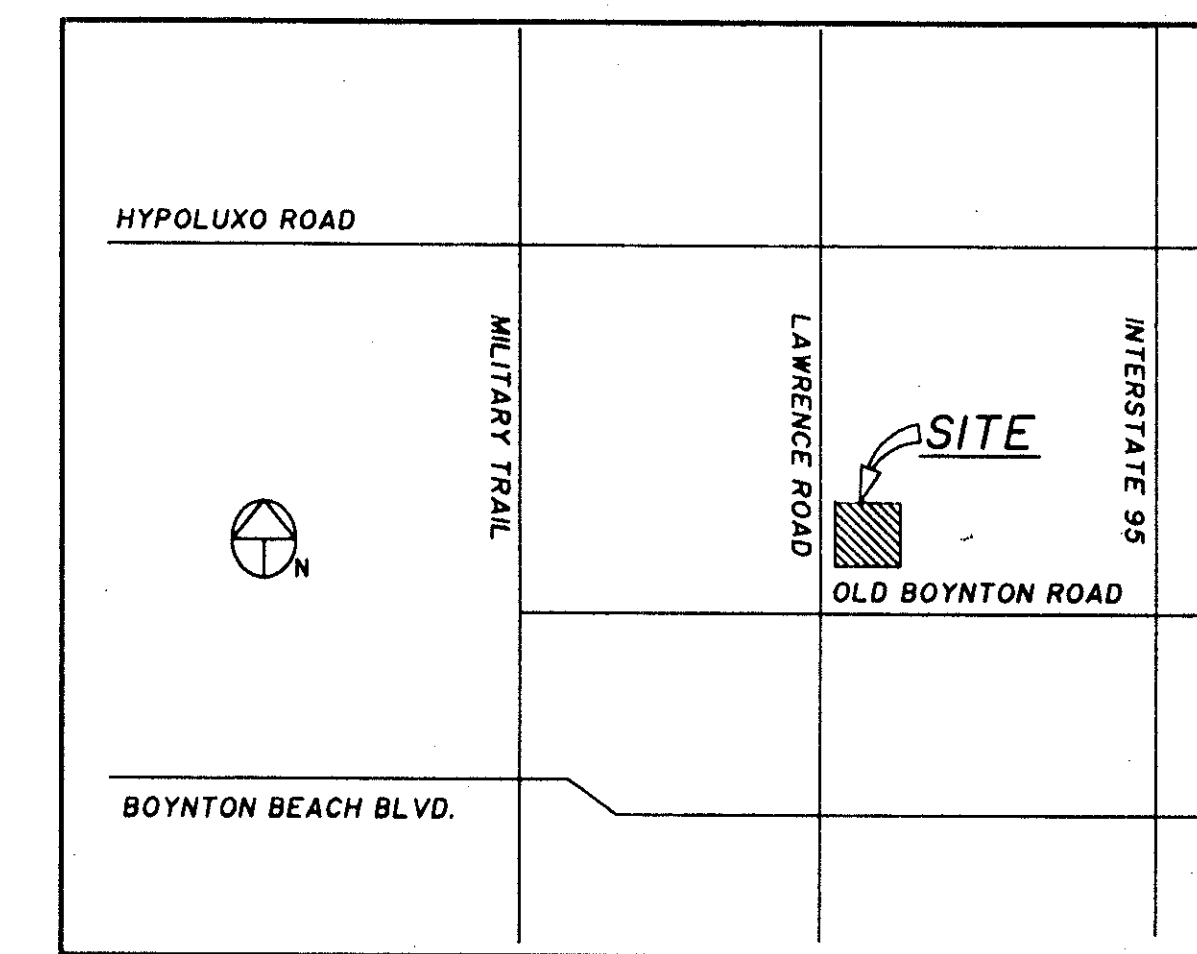 HYPOLUXO ROAD
MILITARY TRAIL
LAWRENCE ROAD
INTERSTATE 95
SITE
N
OLD BOYNTON ROAD
BOYNTON BEACH BLVD.